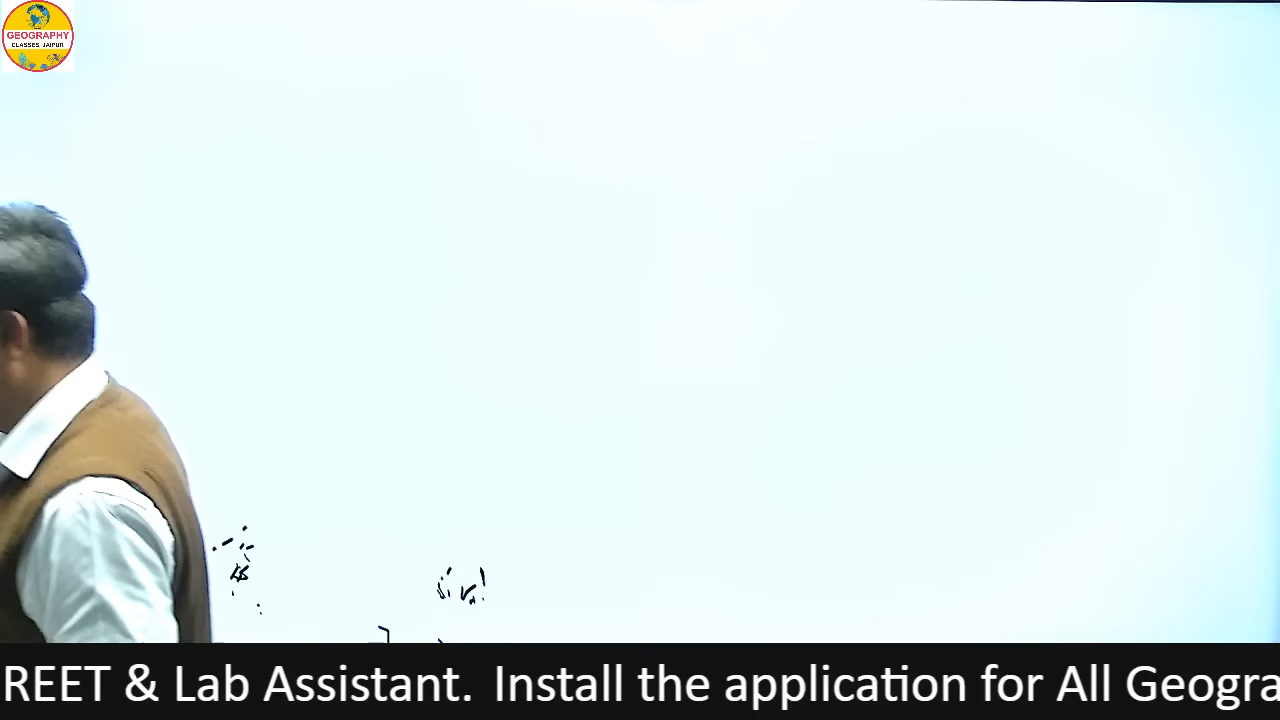 GEOGRAPHY
CLASSES JAIPUR
REET & Lab Assistant. Install the application for All Geogra